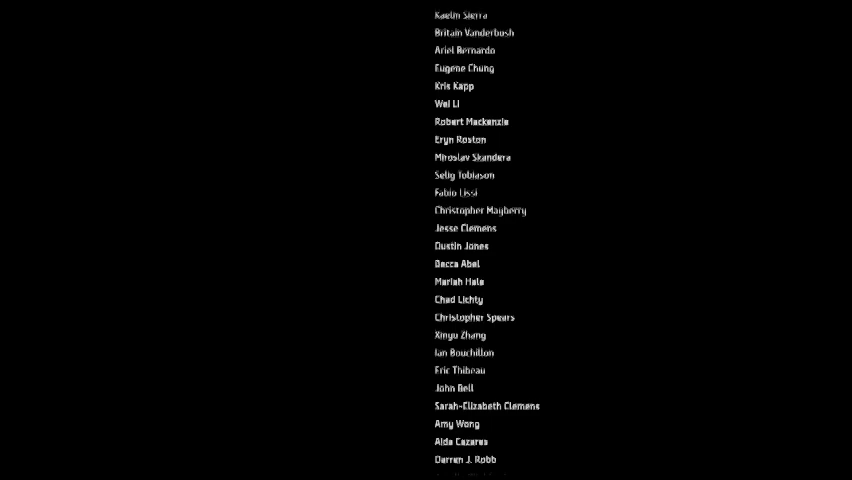 Kaelin Sierra
Britain Vanderbush
Ariel Bernardo
Eugene Chung
Kris Kapp
Wei Li
Robert Mackenzie
Eryn Roston
Miroslav Skandera
Selig Tobiason
Fabio Lissi
Christopher Mayberry
Jesse Clemens
Dustin Jones
Becca Abel
Mariah Hale
Chad Lichty
Christopher Spears
Xinyu Zhang
Ian Bouchillon
Eric Thibeau
John Bell
Sarah-Elizabeth Clemens
Amy Wong
Aida Cazares
Darren J. Robb